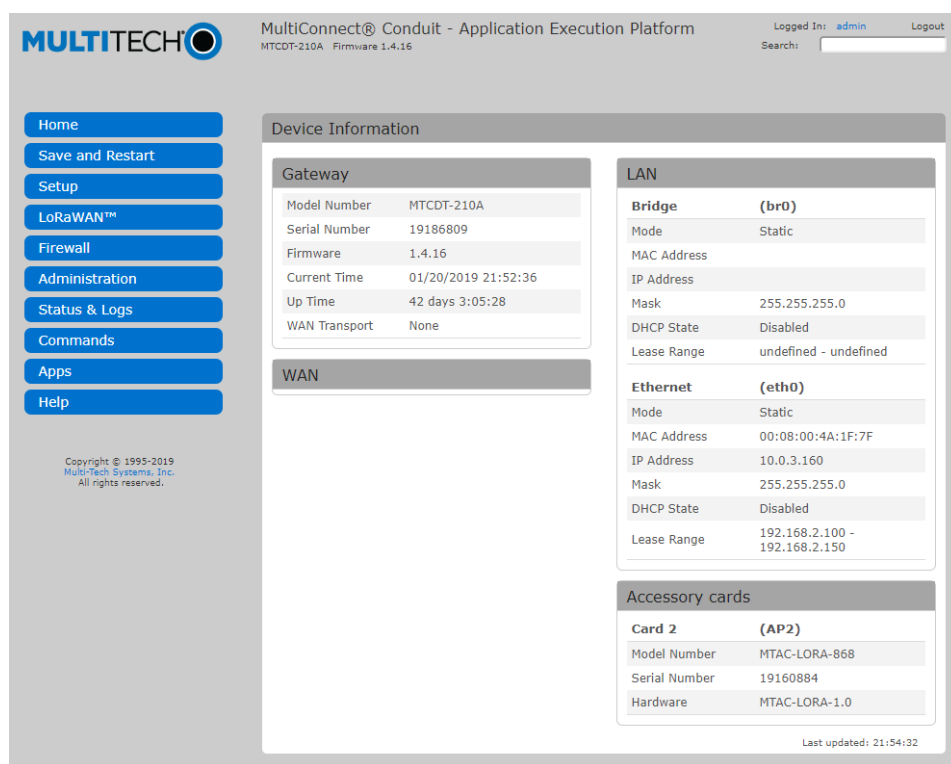 MULTITECH
MultiConnect® Conduit - Application Execution Platform
MTCDT-210A Firmware 1.4.16
Logged In: admin Logout
Search:
Home
Save and Restart
Setup
LoRaWAN™
Firewall
Administration
Status & Logs
Commands
Apps
Help
Copyright © 1995-2019
Multi-Tech Systems, Inc.
All rights reserved.
Device Information
Gateway
Model Number MTCDT-210A
Serial Number 19186809
Firmware 1.4.16
Current Time 01/20/2019 21:52:36
Up Time 42 days 3:05:28
WAN Transport None
WAN
LAN
Bridge (br0)
Mode Static
MAC Address
IP Address
Mask 255.255.255.0
DHCP State Disabled
Lease Range undefined - undefined
Ethernet (eth0)
Mode Static
MAC Address 00:08:00:4A:1F:7F
IP Address 10.0.3.160
Mask 255.255.255.0
DHCP State Disabled
Lease Range 192.168.2.100 -
192.168.2.150
Accessory cards
Card 2 (AP2)
Model Number MTAC-LORA-868
Serial Number 19160884
Hardware MTAC-LORA-1.0
Last updated: 21:54:32